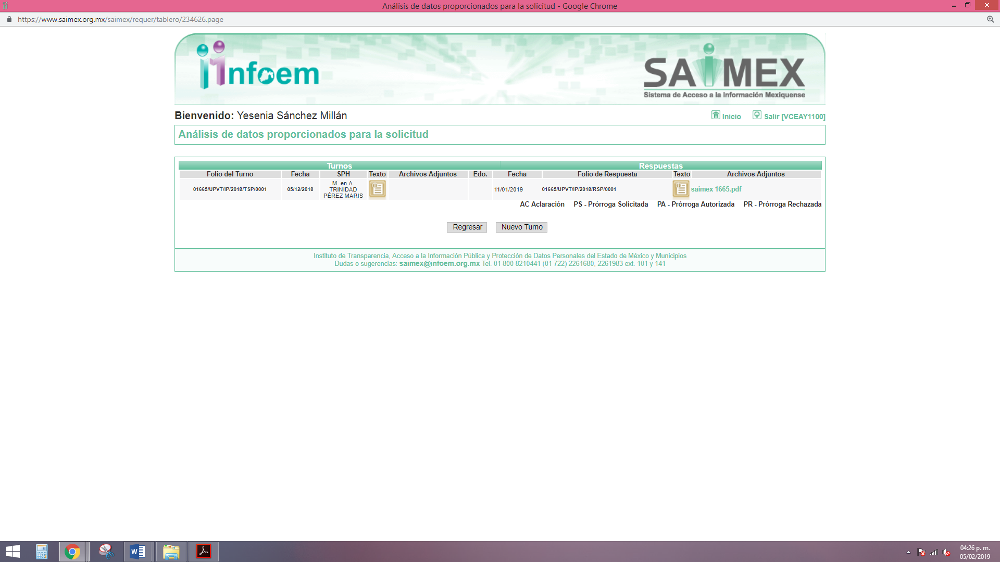 Análisis de datos proporcionados para la solicitud - Google Chrome
https://www.saimex.org.mx/saimex/requer/tablero/234626.page
infoem
SAIMEX
Sistema de Acceso a la Información Mexiquense
Bienvenido: Yesenia Sánchez Millán
Inicio Salir [VCEAY1100]
Análisis de datos proporcionados para la solicitud
Turnos Respuestas
Folio del Turno Fecha SPH Texto Archivos Adjuntos Edo. Fecha Folio de Respuesta Texto Archivos Adjuntos
01665/UPVT/IP/2018/TSP/0001 05/12/2018 M. en A. TRINIDAD PÉREZ MARIS 11/01/2019 01665/UPVT/IP/2018/RSP/0001 saimex 1665.pdf
AC Aclaración PS - Prórroga Solicitada PA - Prórroga Autorizada PR - Prórroga Rechazada
Regresar Nuevo Turno
Instituto de Transparencia, Acceso a la Información Pública y Protección de Datos Personales del Estado de México y Municipios
Dudas o sugerencias: saimex@infoem.org.mx Tel. 01 800 8210441 (01 722) 2261680, 2261983 ext. 101 y 141
04:26 p. m.
05/02/2019